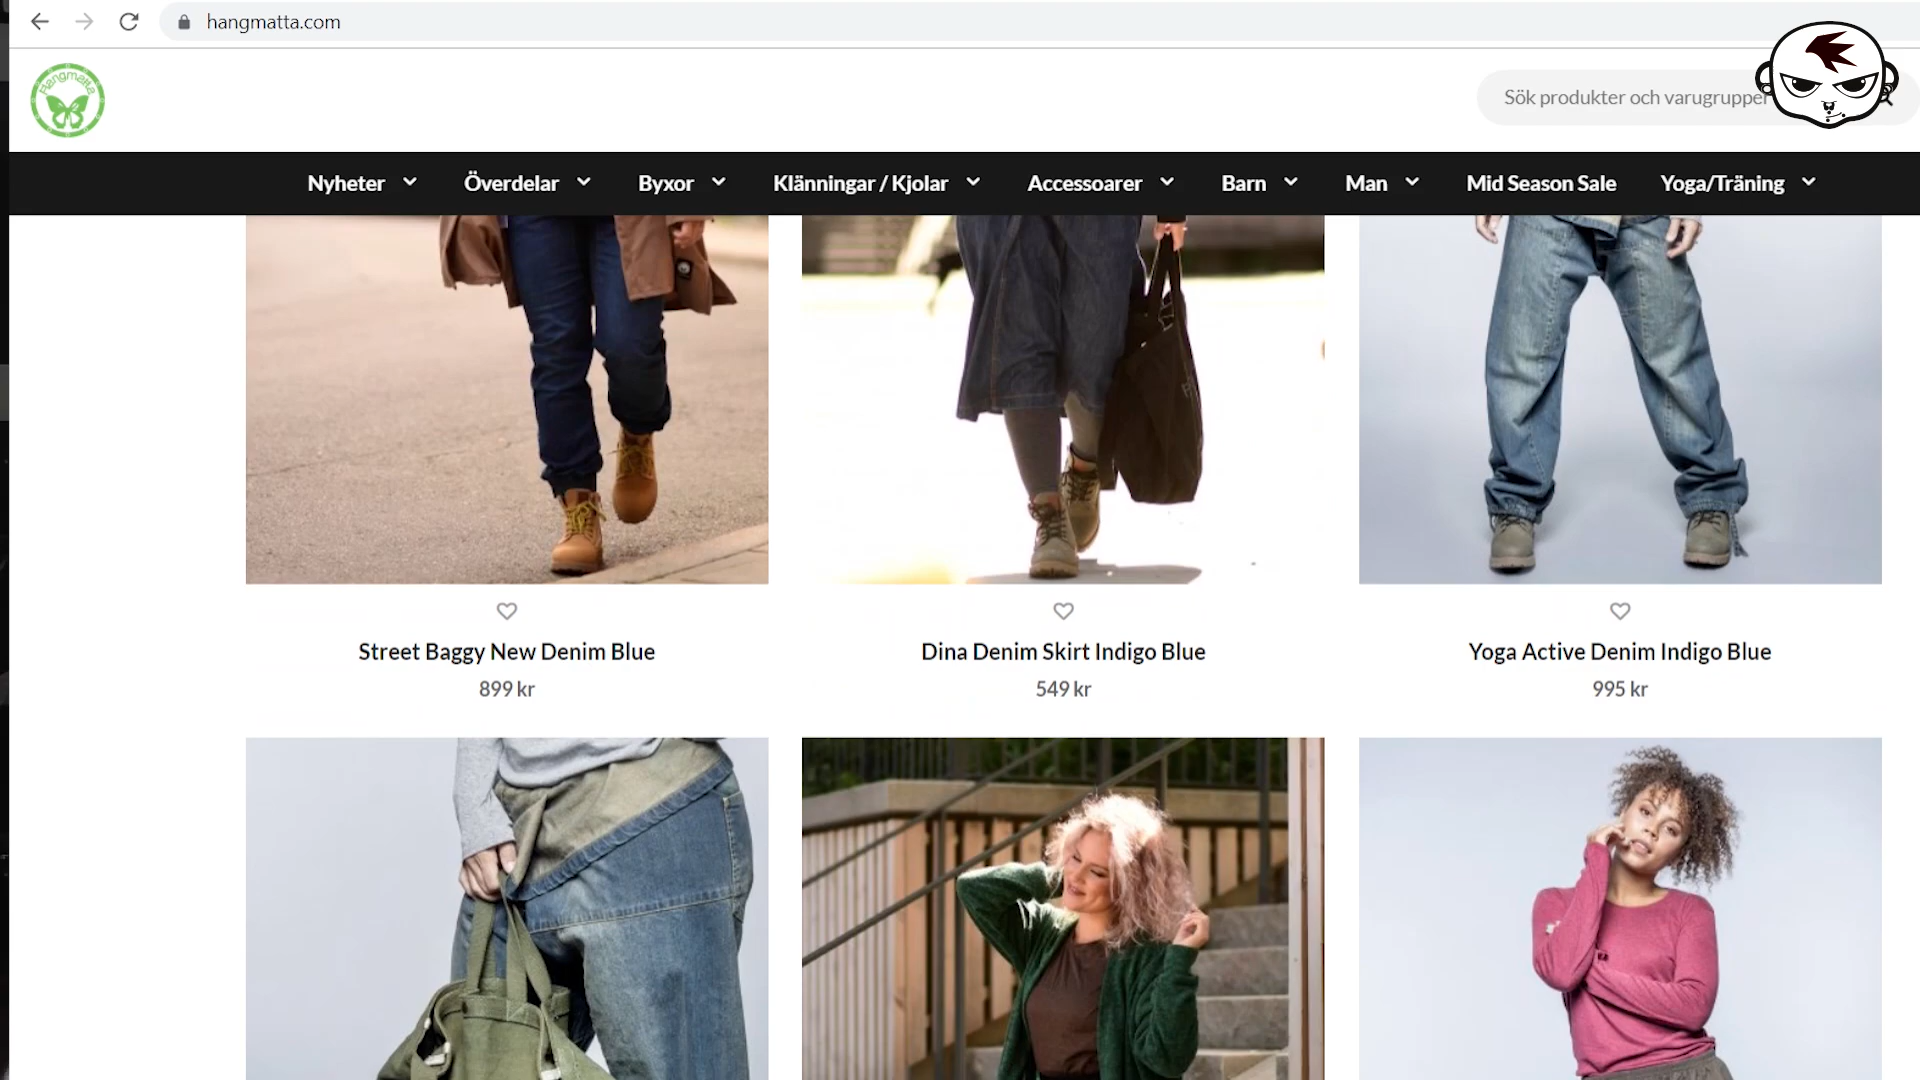 hangmatta.com
Hangmatta
Sök produkter och varugrupper
Nyheter
Överdelar
Byxor
Klänningar / Kjolar
Accessoarer
Barn
Man
Mid Season Sale
Yoga/Träning
Street Baggy New Denim Blue
899 kr
Dina Denim Skirt Indigo Blue
549 kr
Yoga Active Denim Indigo Blue
995 kr